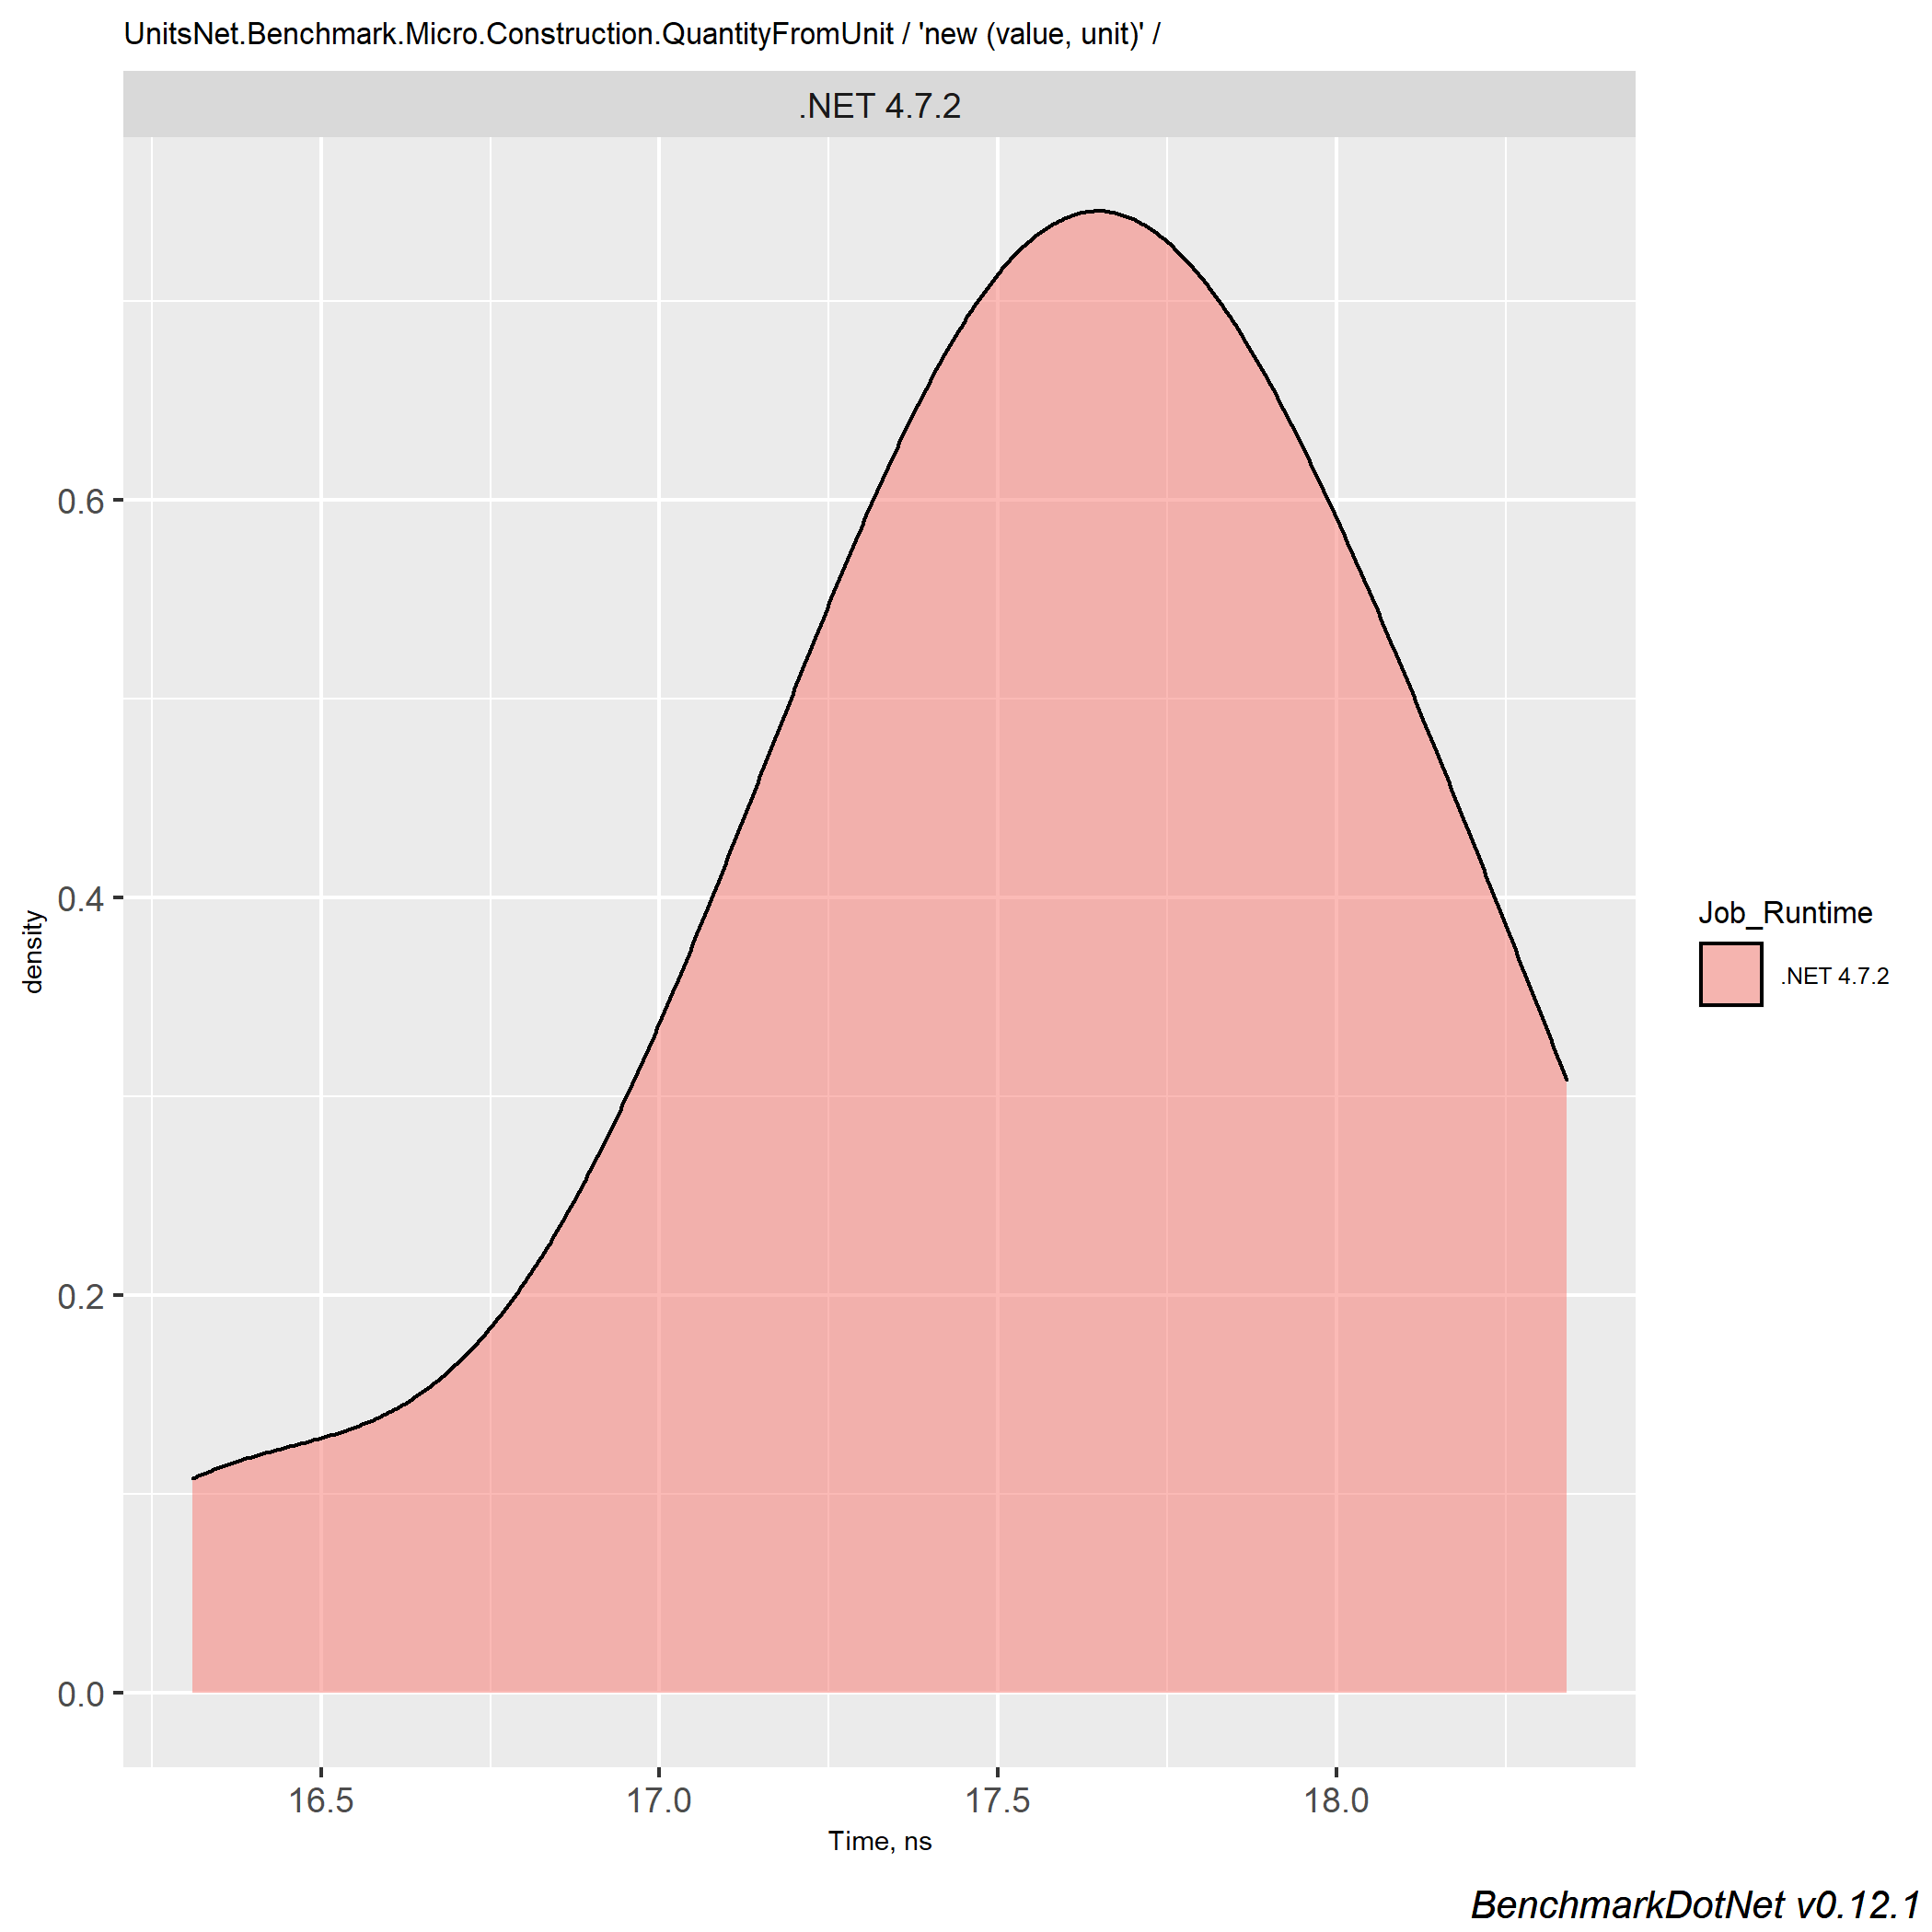 UnitsNet.Benchmark.Micro.Construction.QuantityFromUnit / 'new (value, unit)' /
.NET 4.7.2
0.6
0.4
0.2
0.0
density
16.5 17.0 17.5 18.0
Time, ns
Job_Runtime
.NET 4.7.2
BenchmarkDotNet v0.12.1